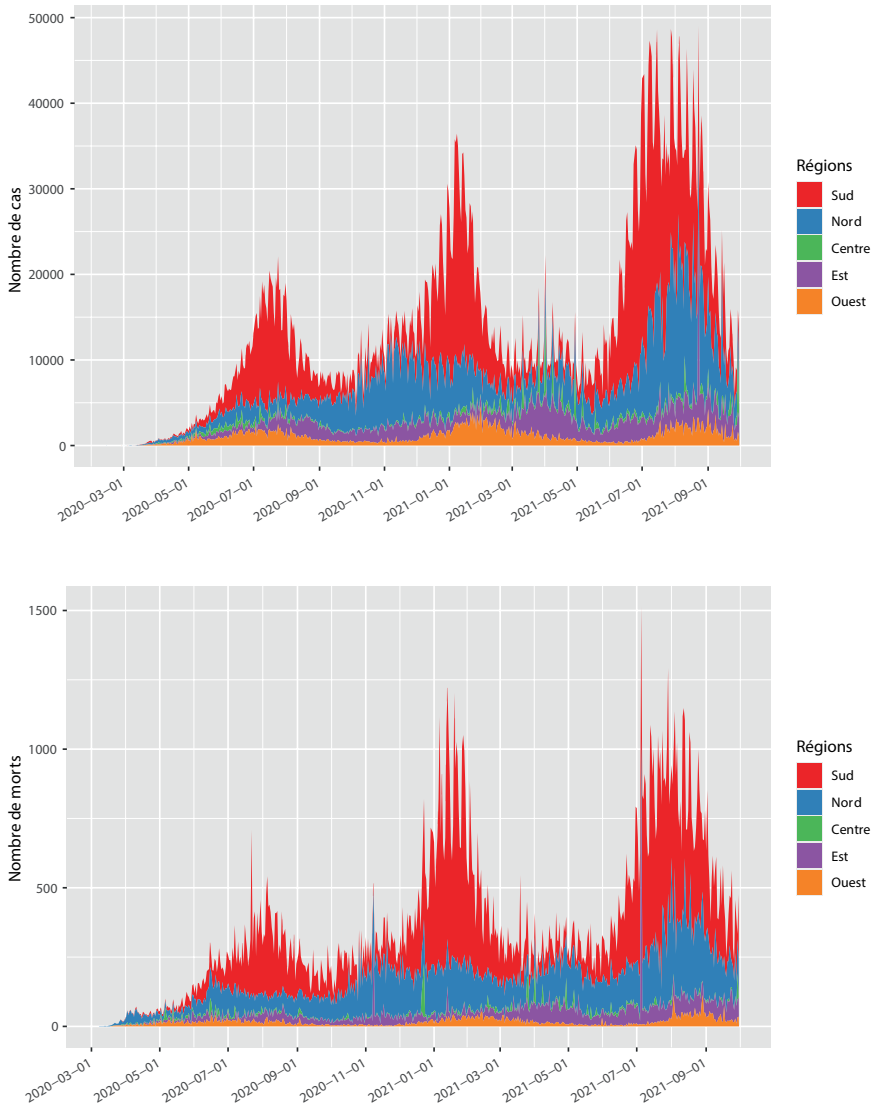 50000
40000
30000
20000
10000
0
Nombre de cas
2020–03–01
2020–05–01
2020–07–01
2020–09–01
2020–11–01
2021–01–01
2021–03–01
2021–05–01
2021–07–01
2021–09–01
Régions
Sud
Nord
Centre
Est
Ouest
1500
1000
500
0
Nombre de morts
2020–03–01
2020–05–01
2020–07–01
2020–09–01
2020–11–01
2021–01–01
2021–03–01
2021–05–01
2021–07–01
2021–09–01
Régions
Sud
Nord
Centre
Est
Ouest